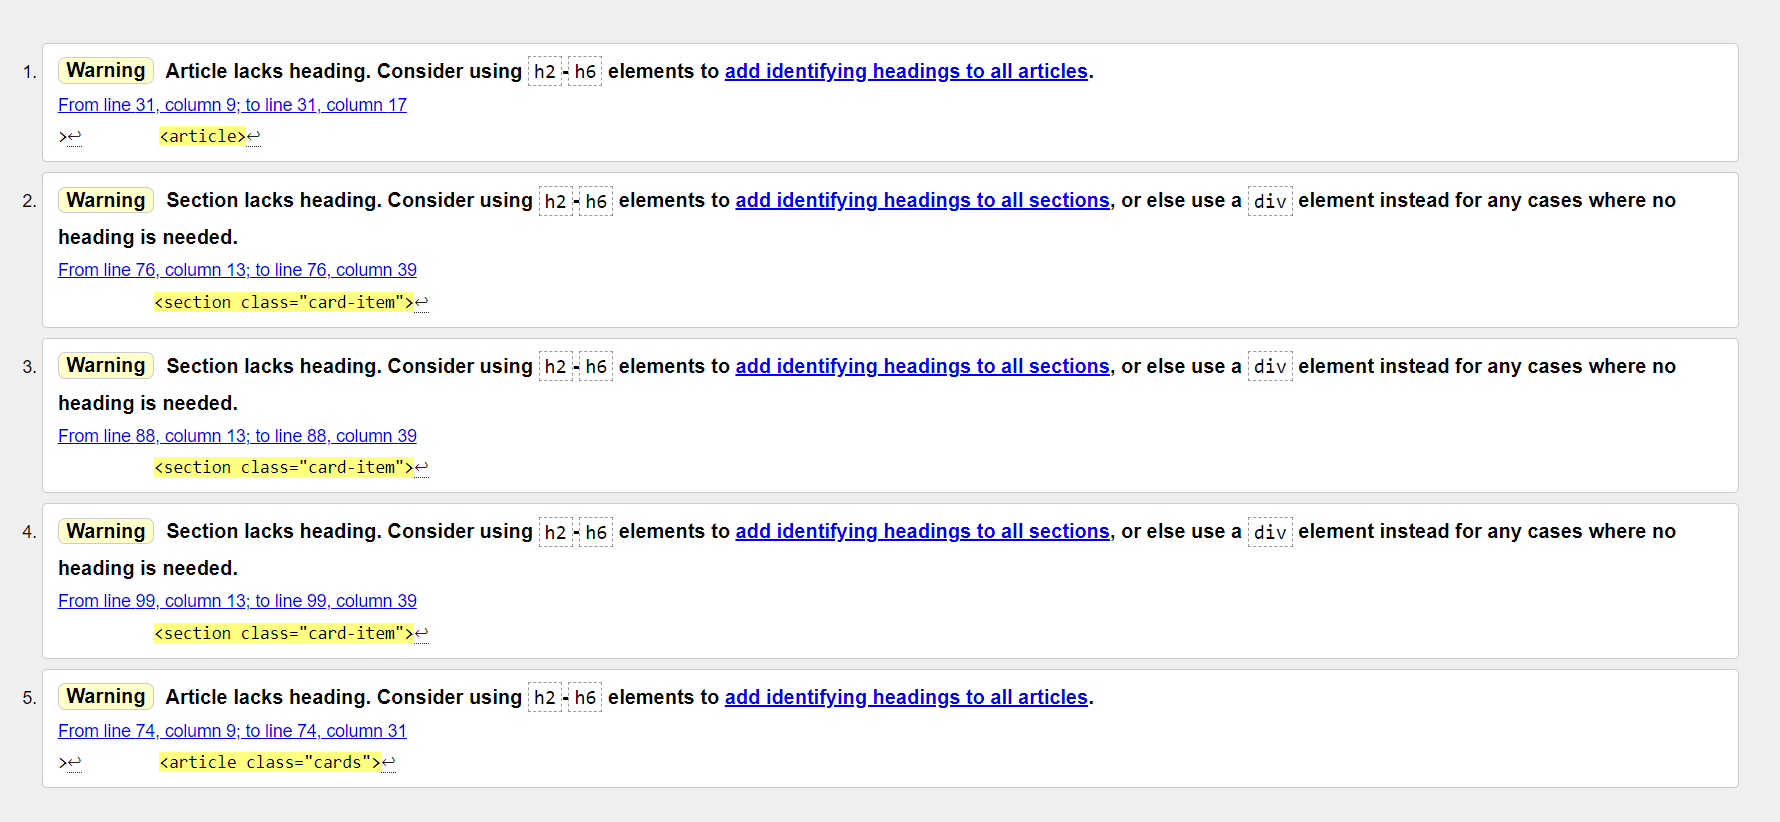 1. Warning Article lacks heading. Consider using h2-h6 elements to add identifying headings to all articles.
From line 31, column 9; to line 31, column 17
>↩ <article>↩
2. Warning Section lacks heading. Consider using h2-h6 elements to add identifying headings to all sections, or else use a div element instead for any cases where no
heading is needed.
From line 76, column 13; to line 76, column 39
<section class="card-item">↩
3. Warning Section lacks heading. Consider using h2-h6 elements to add identifying headings to all sections, or else use a div element instead for any cases where no
heading is needed.
From line 88, column 13; to line 88, column 39
<section class="card-item">↩
4. Warning Section lacks heading. Consider using h2-h6 elements to add identifying headings to all sections, or else use a div element instead for any cases where no
heading is needed.
From line 99, column 13; to line 99, column 39
<section class="card-item">↩
5. Warning Article lacks heading. Consider using h2-h6 elements to add identifying headings to all articles.
From line 74, column 9; to line 74, column 31
>↩ <article class="cards">↩